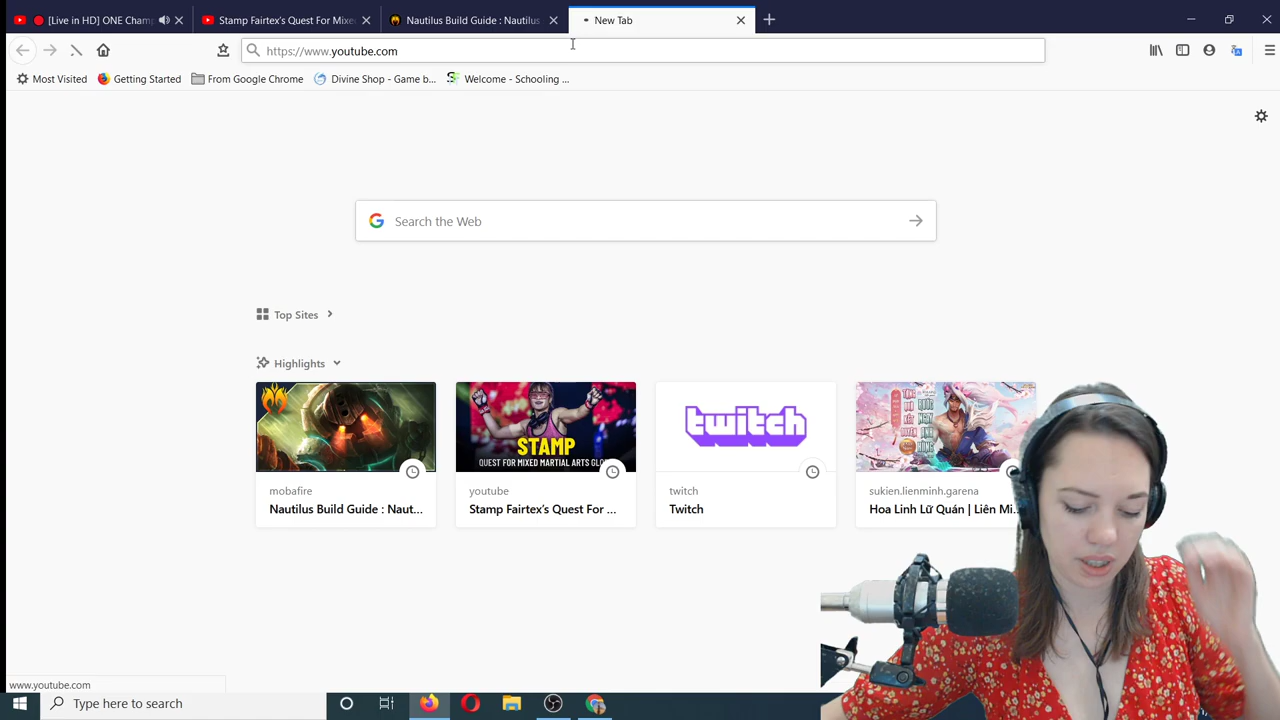 [Live in HD] ONE Champ
Stamp Fairtex's Quest For Mixe
Nautilus Build Guide : Nautilus
New Tab
https://www.youtube.com
Most Visited
Getting Started
From Google Chrome
Divine Shop - Game b...
Welcome - Schooling ...
Search the Web
Top Sites
Highlights
STAMP
QUEST FOR MIXED MARTIAL ARTS GLO
twitch
mobafire
youtube
twitch
sukien.lienminh.garena
Nautilus Build Guide : Naut...
Stamp Fairtex's Quest For ...
Twitch
Hoa Linh Lữ Quán | Liên Mi...
www.youtube.com
Type here to search